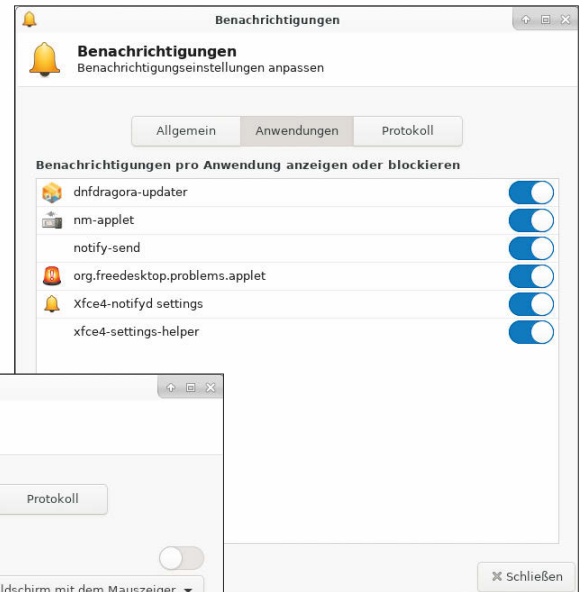 Benachrichtigungen
Benachrichtigungen
Benachrichtigungseinstellungen anpassen
Allgemein Anwendungen Protokoll
Benachrichtigungen pro Anwendung anzeigen oder blockieren
dnfdragora-updater
nm-applet
notify-send
org.freedesktop.problems.applet
Xfce4-notifyd settings
xfce4-settings-helper
Protokoll
mit dem Mauszeiger
Schließen